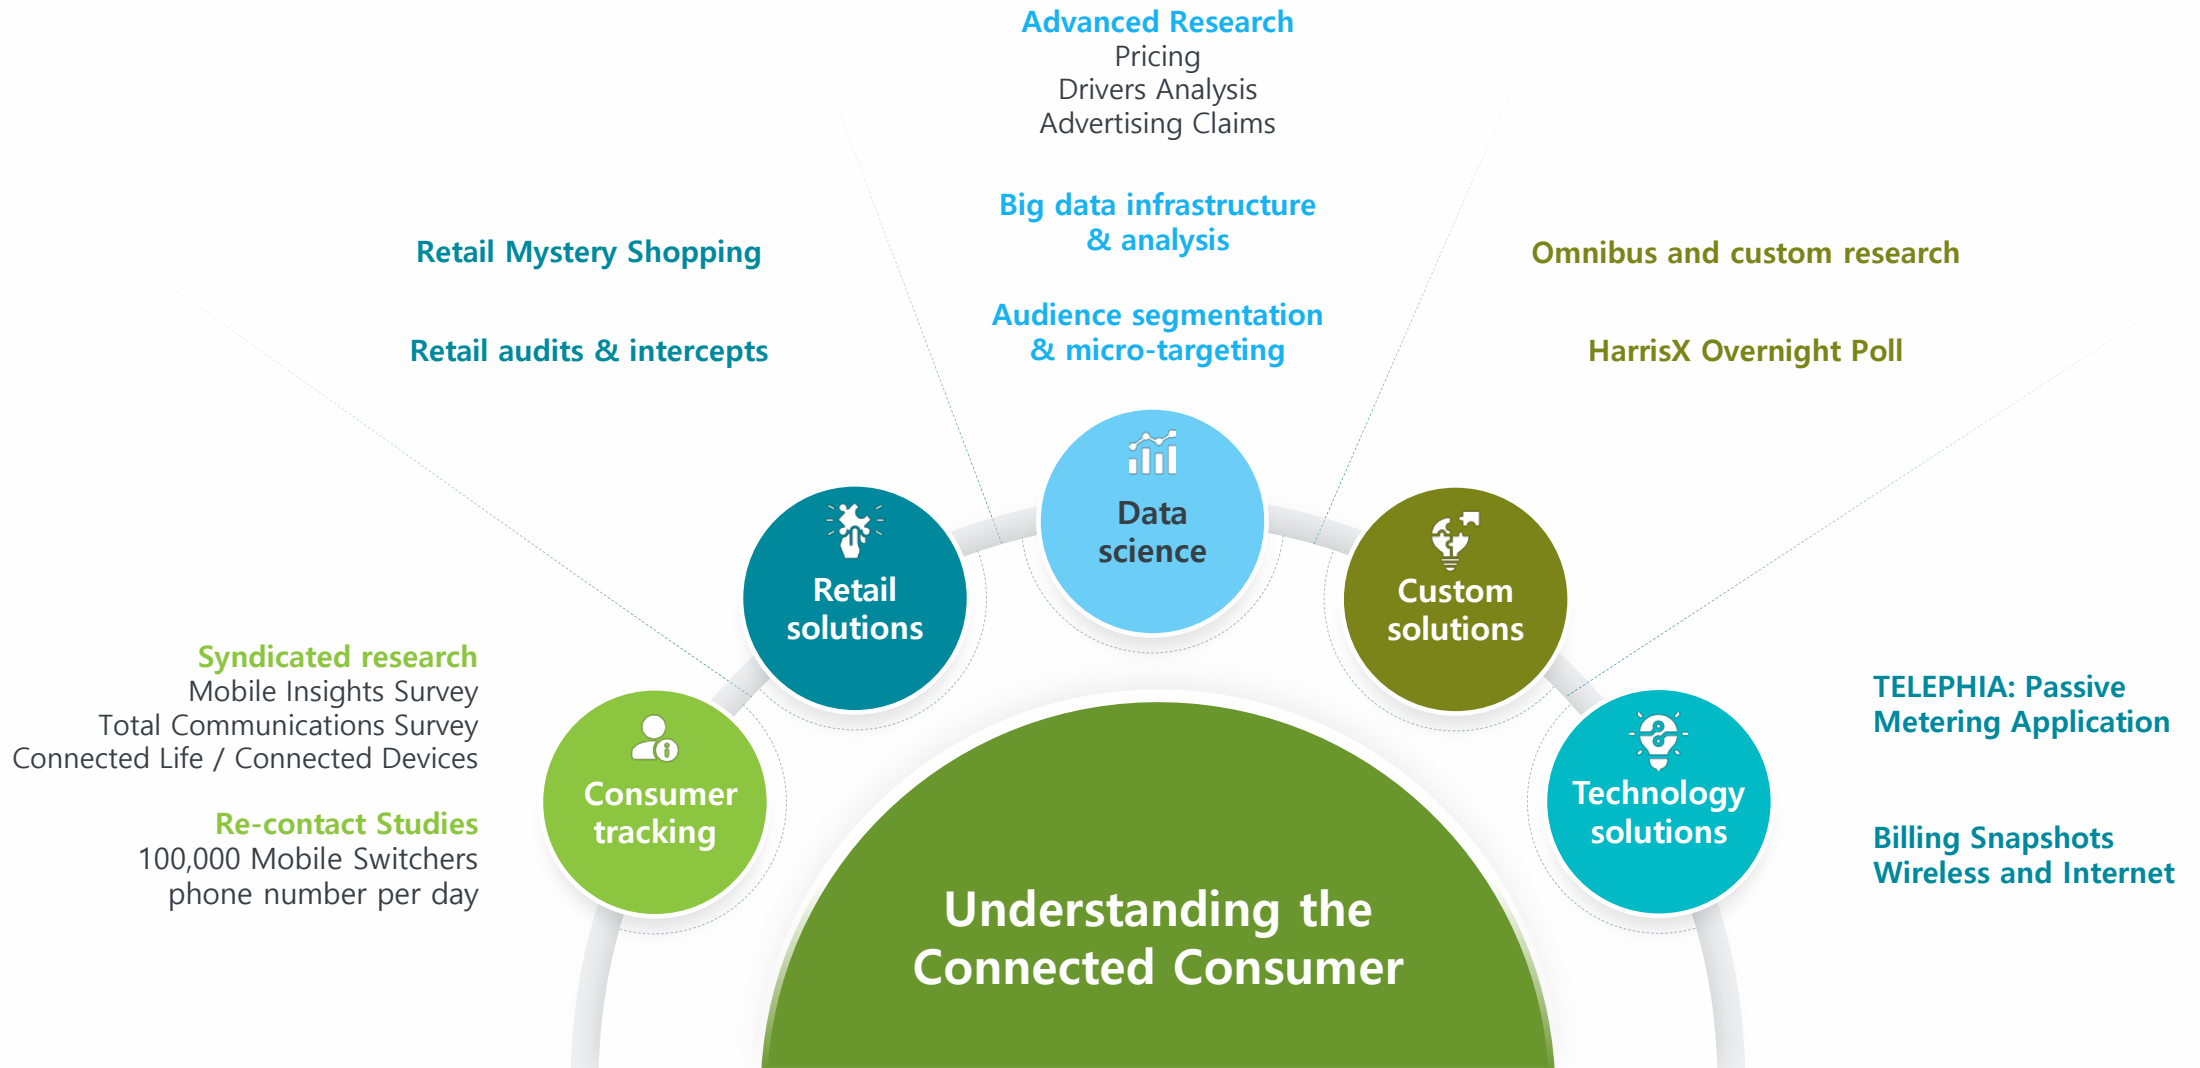 Advanced Research
Pricing
Drivers Analysis
Advertising Claims
Big data infrastructure
& analysis
Audience segmentation
& micro-targeting
Retail Mystery Shopping
Retail audits & intercepts
Omnibus and custom research
HarrisX Overnight Poll
Data
science
Retail
solutions
Custom
solutions
Syndicated research
Mobile Insights Survey
Total Communications Survey
Connected Life / Connected Devices
Re-contact Studies
100,000 Mobile Switchers
phone number per day
Consumer
tracking
Technology
solutions
TELEPHIA: Passive
Metering Application
Billing Snapshots
Wireless and Internet
Understanding the
Connected Consumer